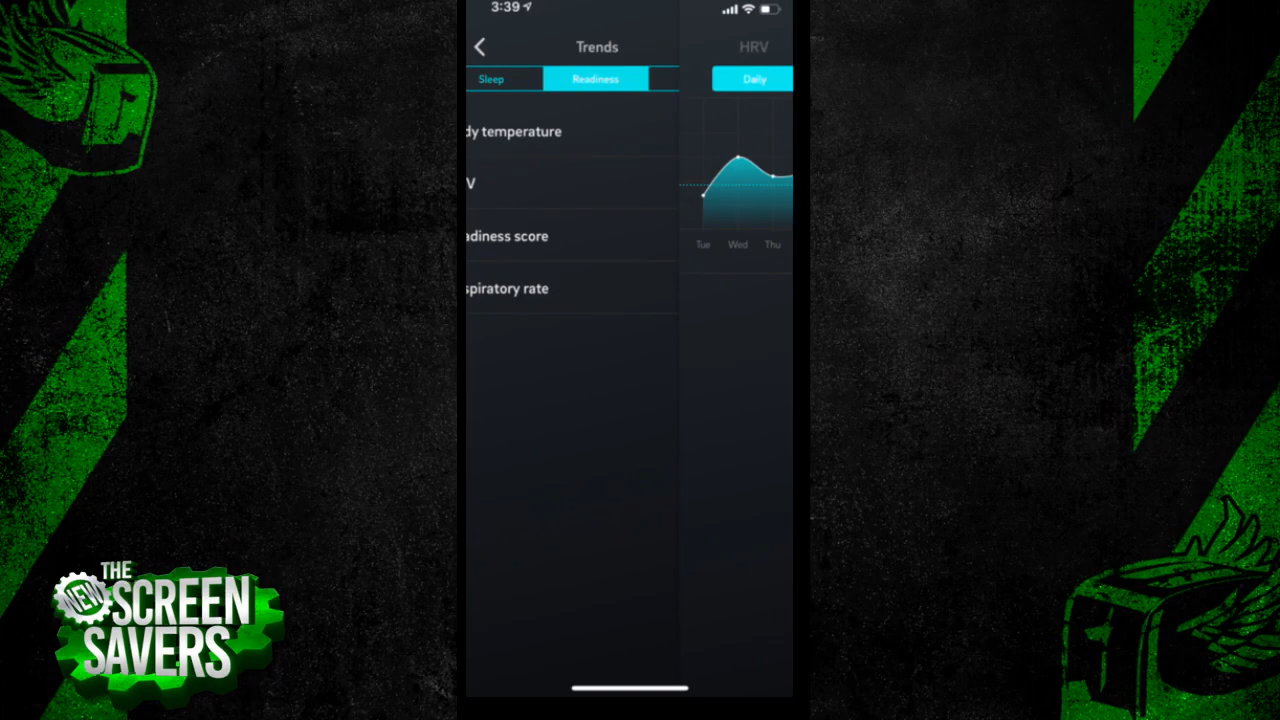 3:39
Trends
HRV
Sleep
Readiness
Daily
dy temperature
V
adiness score
spiratory rate
Tue Wed Thu
THE
NEW
SCREEN
SAVERS